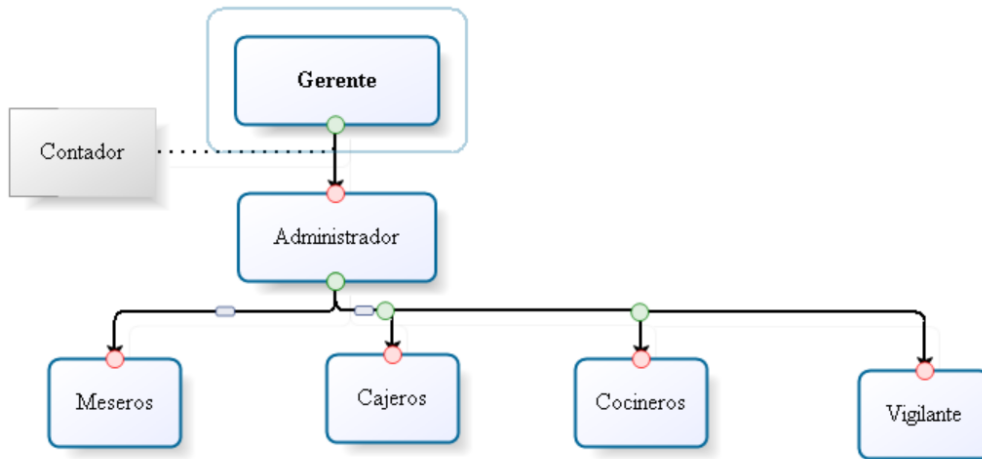 Gerente
Contador
Administrador
Meseros
Cajeros
Cocineros
Vigilante